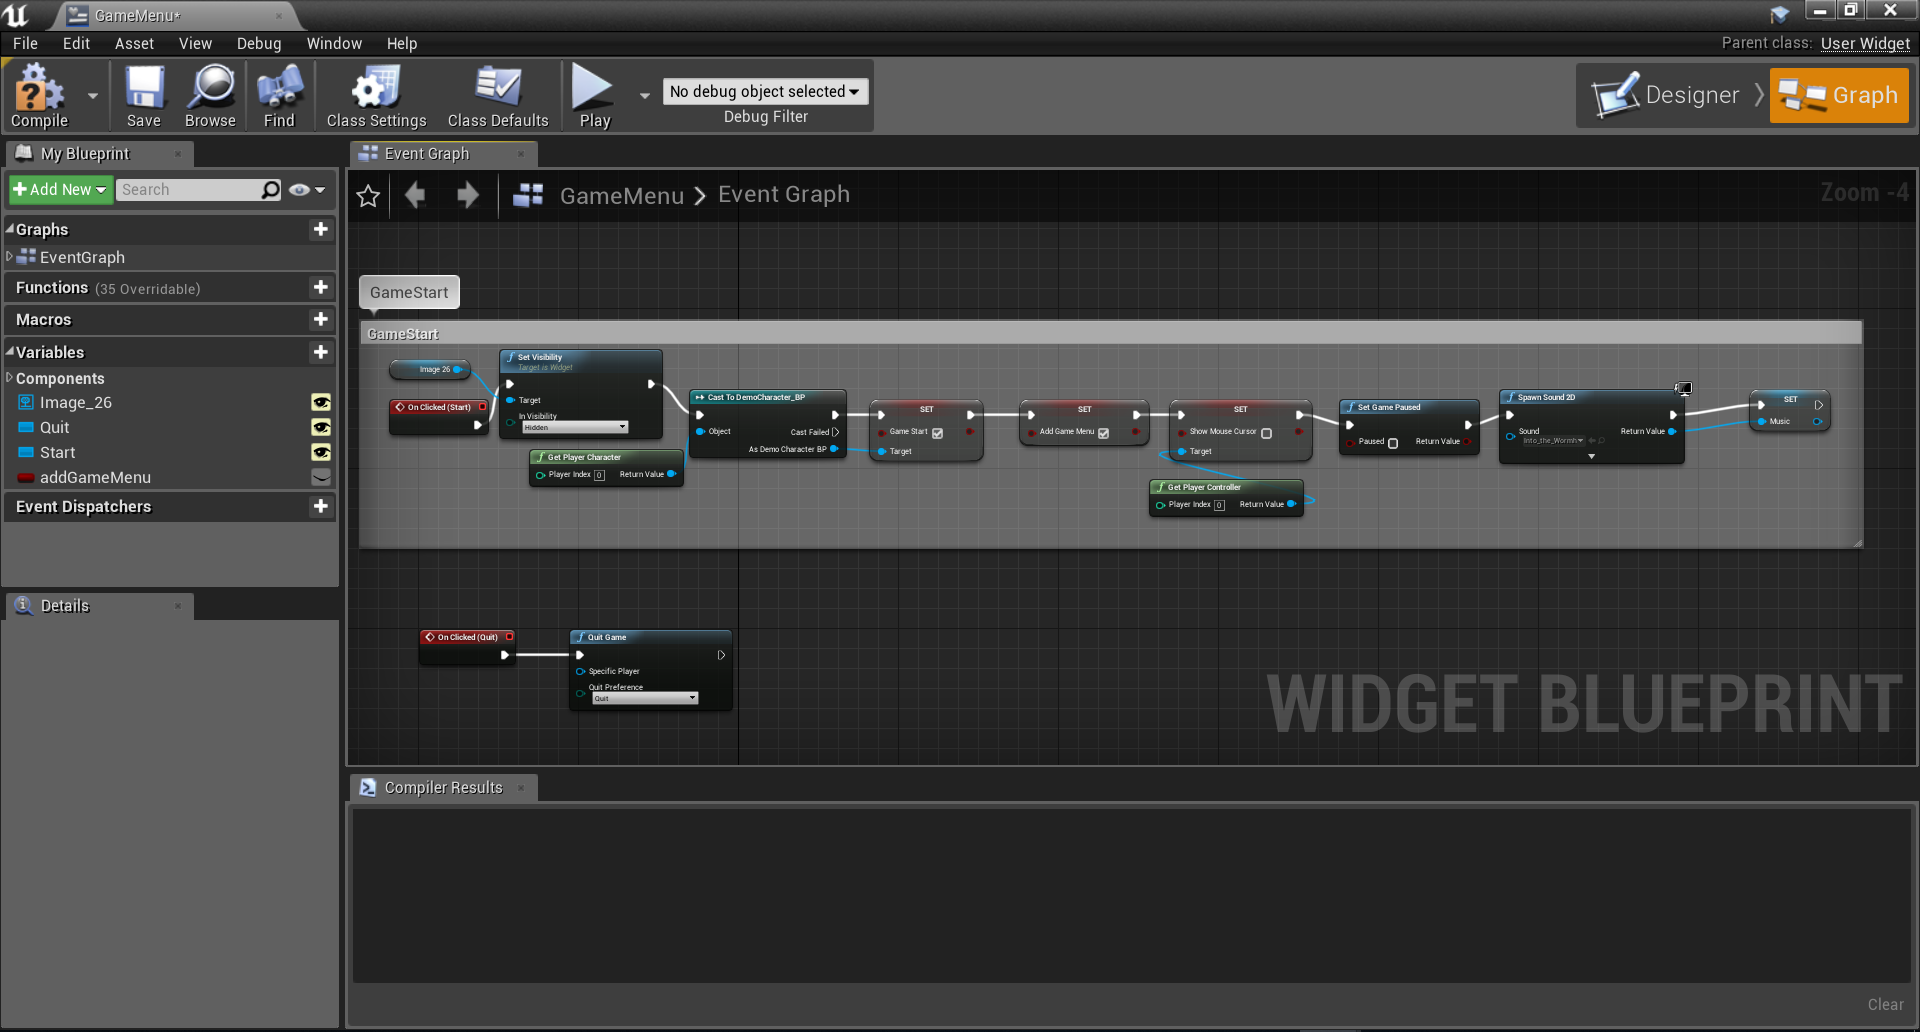 GameMenu*
File Edit Asset View Debug Window Help
Parent class: User Widget
Compile
Save
Browse
Find
Class Settings
Class Defaults
Play
No debug object selected
Debug Filter
Designer
Graph
My Blueprint
Add New
Search
Graphs
EventGraph
Functions (35 Overridable)
Macros
Variables
Components
Image_26
Quit
Start
addGameMenu
Event Dispatchers
Details
Event Graph
GameMenu > Event Graph
Zoom -4
GameStart
GameStart
Image 26
On Clicked (Start)
Set Visibility
Target is Widget
Target
In Visibility
Hidden
Get Player Character
Player Index 0
Return Value
Cast To DemoCharacter_BP
Object
Cast Failed
As Demo Character BP
SET
Game Start
Target
SET
Add Game Menu
SET
Show Mouse Cursor
Target
Get Player Controller
Player Index 0
Return Value
Set Game Paused
Paused
Return Value
Spawn Sound 2D
Sound
Into_the_Wormh
Return Value
SET
Music
On Clicked (Quit)
Quit Game
Specific Player
Quit Preference
Quit
WIDGET BLUEPRINT
Compiler Results
Clear